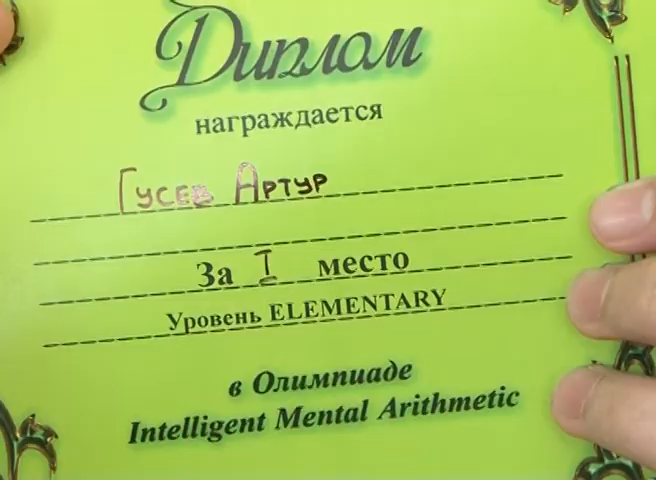 Диплом
награждается
Гусев Артур
За I место
Уровень ELEMENTARY
в Олимпиаде
Intelligent Mental Arithmetic